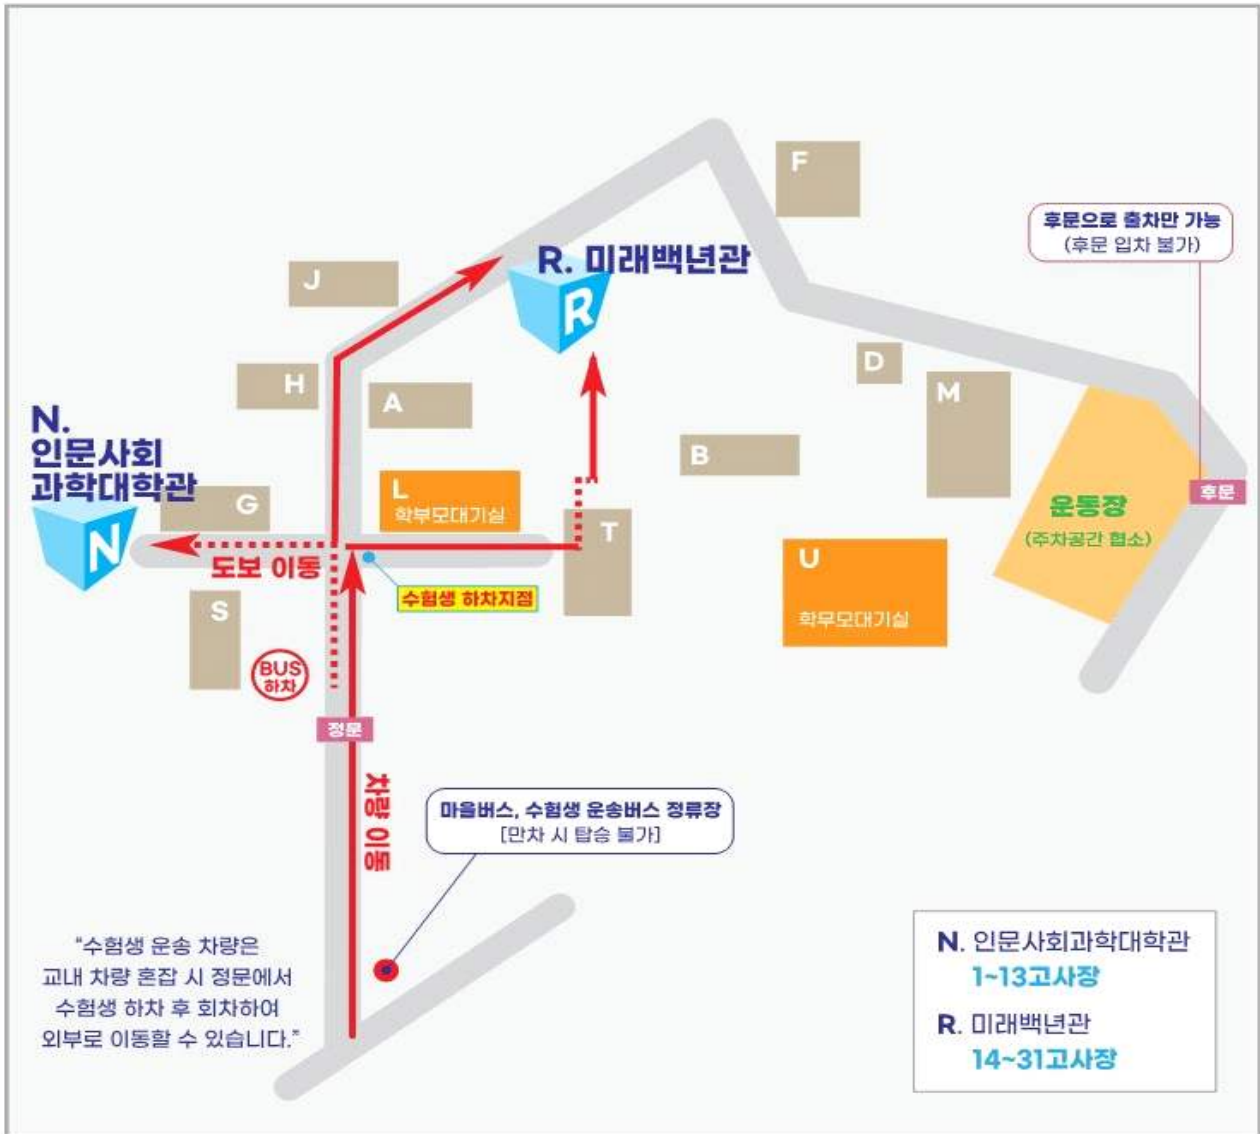 F
후문으로 출차만 가능
(후문 입차 불가)
R. 미래백년관
R
J
D
H
A
M
N.
인문사회
과학대학관
B
L
학부모대기실
G
후문
운동장
(주차공간 협소)
N
T
도보 이동
U
학부모대기실
수험생 하차지점
S
BUS
하차
정문
차량 이동
마을버스, 수험생 운송버스 정류장
[만차 시 탑승 불가]
"수험생 운송 차량은
교내 차량 혼잡 시 정문에서
수험생 하차 후 회차하여
외부로 이동할 수 있습니다."
N. 인문사회과학대학관
1~13고사장
R. 미래백년관
14~31고사장